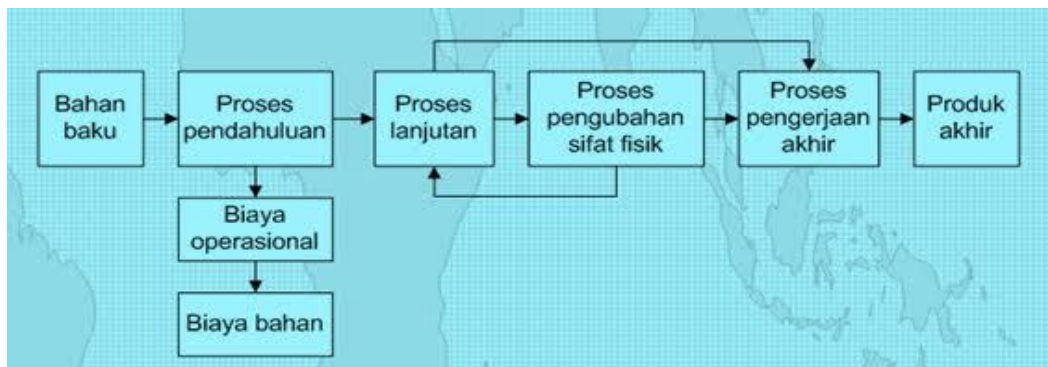 Bahan
baku
Proses
pendahuluan
Proses
lanjutan
Proses
pengubahan
sifat fisik
Proses
pengerjaan
akhir
Produk
akhir
Biaya
operasional
Biaya bahan